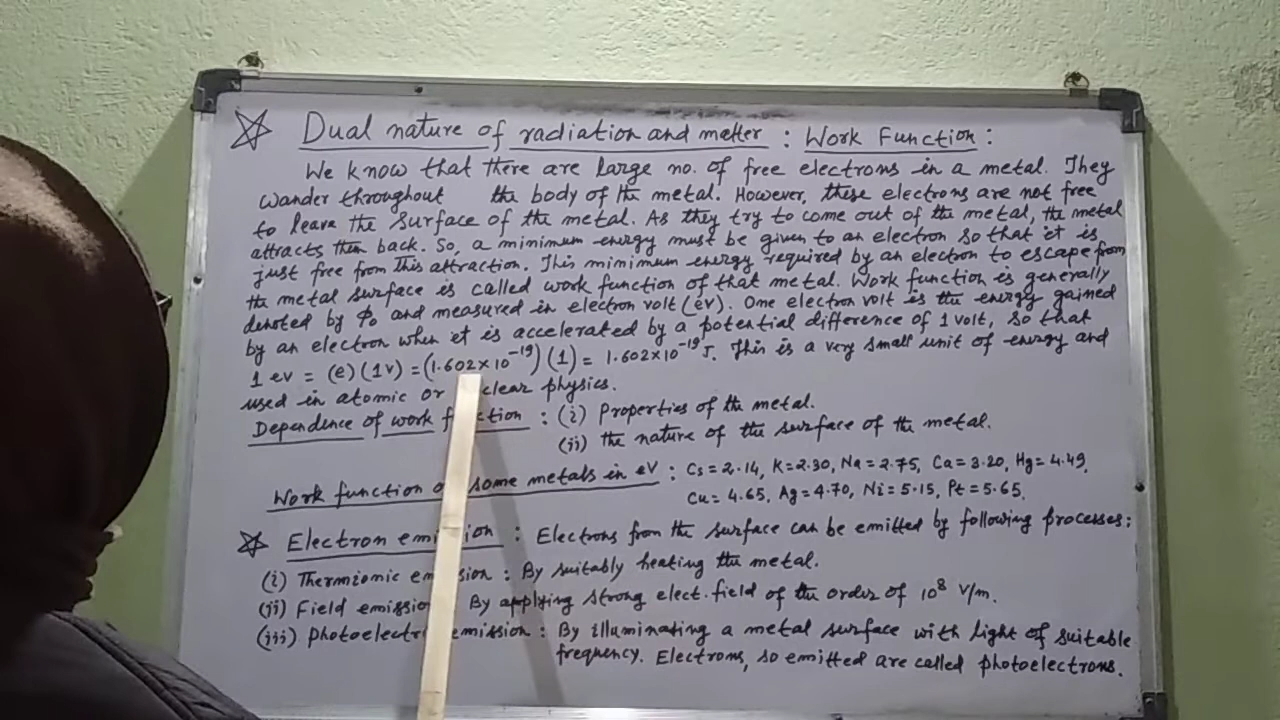 ☆ Dual nature of radiation and matter : Work Function :
We know that there are large no. of free electrons in a metal. They
wander throughout the body of the metal. However, these electrons are not free
to leave the surface of the metal. As they try to come out of the metal, the metal
attracts them back. So, a minimum energy must be given to an electron so that it is
just free from this attraction. This minimum energy required by an electron to escape from
the metal surface is called work function of that metal. Work function is generally
denoted by Φ₀ and measured in electron volt (ev). One electron volt is the energy gained
by an electron when it is accelerated by a potential difference of 1 volt, so that
1 ev = (e) (1v) = (1.602×10⁻¹⁹) (1) = 1.602×10⁻¹⁹ J. This is a very small unit of energy and
used in atomic or clear physics.
Dependence of work f ction : (i) Properties of the metal.
(ii) the nature of the surface of the metal.
Work function o some metals in eV : Cs = 2.14, K = 2.30, Na = 2.75, Ca = 3.20, Hg = 4.49,
Cu = 4.65, Ag = 4.70, Ni = 5.15, Pt = 5.65.
☆ Electron emi ion : Electrons from the surface can be emitted by following processes:
(i) Thermionic em sion : By suitably heating the metal.
(ii) Field emission By applying strong elect. field of the order of 10⁸ V/m.
(iii) photoelectr emission : By illuminating a metal surface with light of suitable
frequency. Electrons, so emitted are called photoelectrons.